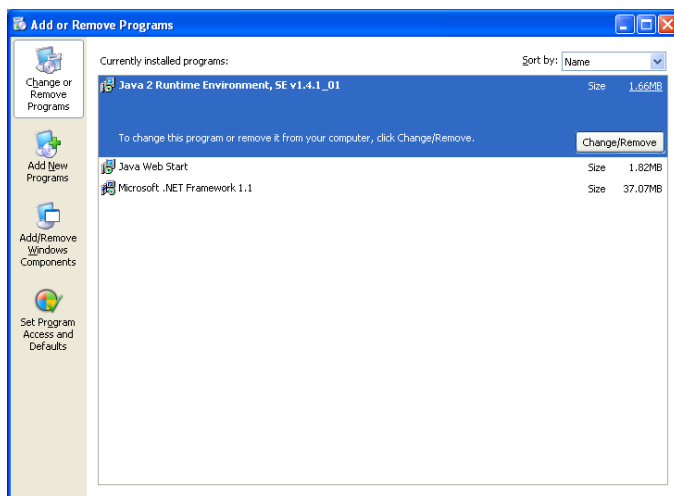 Add or Remove Programs
Change or
Remove
Programs
Add New
Programs
Add/Remove
Windows
Components
Set Program
Access and
Defaults
Currently installed programs:
Sort by: Name
Java 2 Runtime Environment, SE v1.4.1_01 Size 1.66MB
To change this program or remove it from your computer, click Change/Remove. Change/Remove
Java Web Start Size 1.82MB
Microsoft .NET Framework 1.1 Size 37.07MB